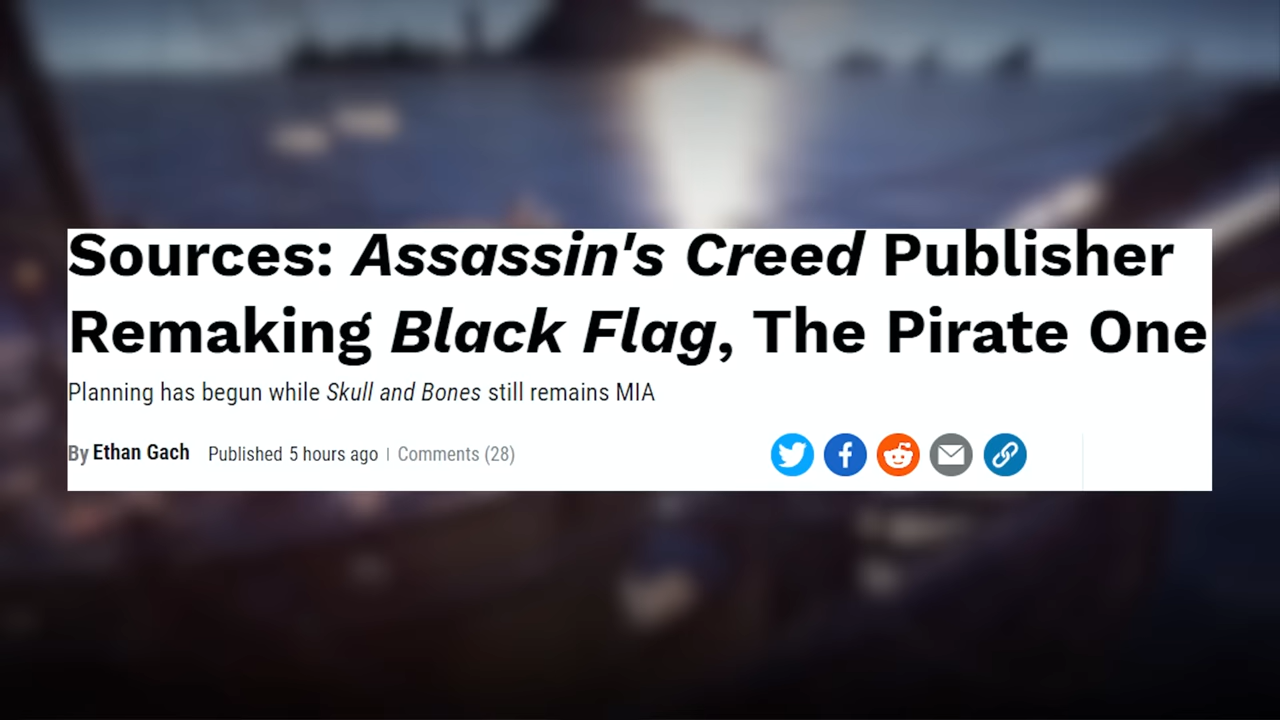 Sources: Assassin's Creed Publisher
Remaking Black Flag, The Pirate One
Planning has begun while Skull and Bones still remains MIA
By Ethan Gach Published 5 hours ago | Comments (28)